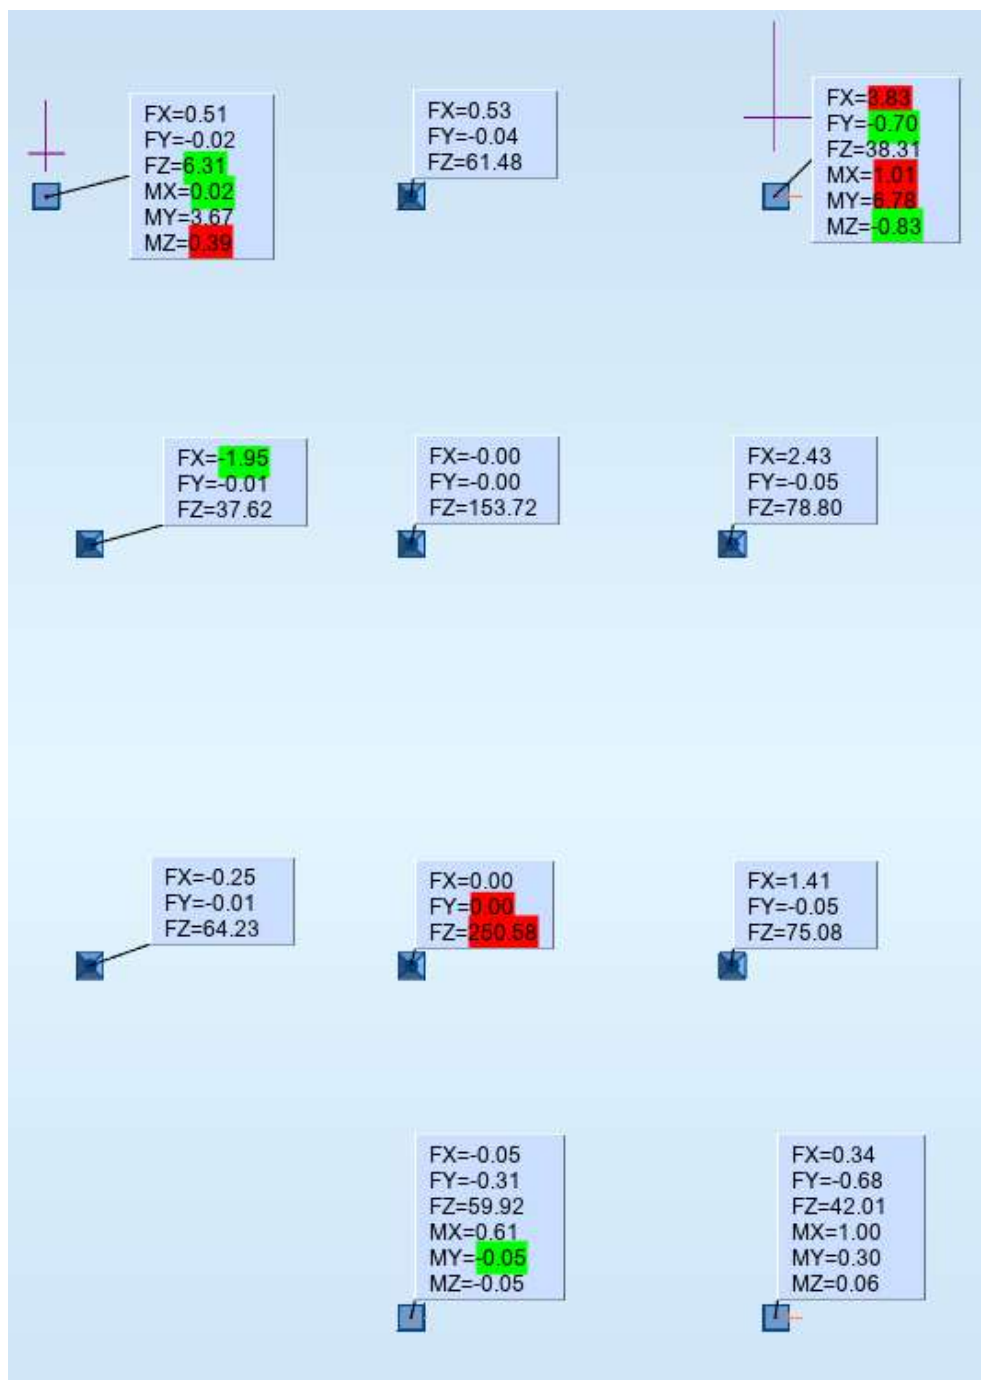 FX=0.51
FY=-0.02
FZ=6.31
MX=0.02
MY=3.67
MZ=0.39
FX=0.53
FY=-0.04
FZ=61.48
FX=3.83
FY=-0.70
FZ=38.31
MX=1.01
MY=6.78
MZ=-0.83
FX=-1.95
FY=-0.01
FZ=37.62
FX=-0.00
FY=-0.00
FZ=153.72
FX=2.43
FY=-0.05
FZ=78.80
FX=-0.25
FY=-0.01
FZ=64.23
FX=0.00
FY=0.00
FZ=250.58
FX=1.41
FY=-0.05
FZ=75.08
FX=-0.05
FY=-0.31
FZ=59.92
MX=0.61
MY=-0.05
MZ=-0.05
FX=0.34
FY=-0.68
FZ=42.01
MX=1.00
MY=0.30
MZ=0.06